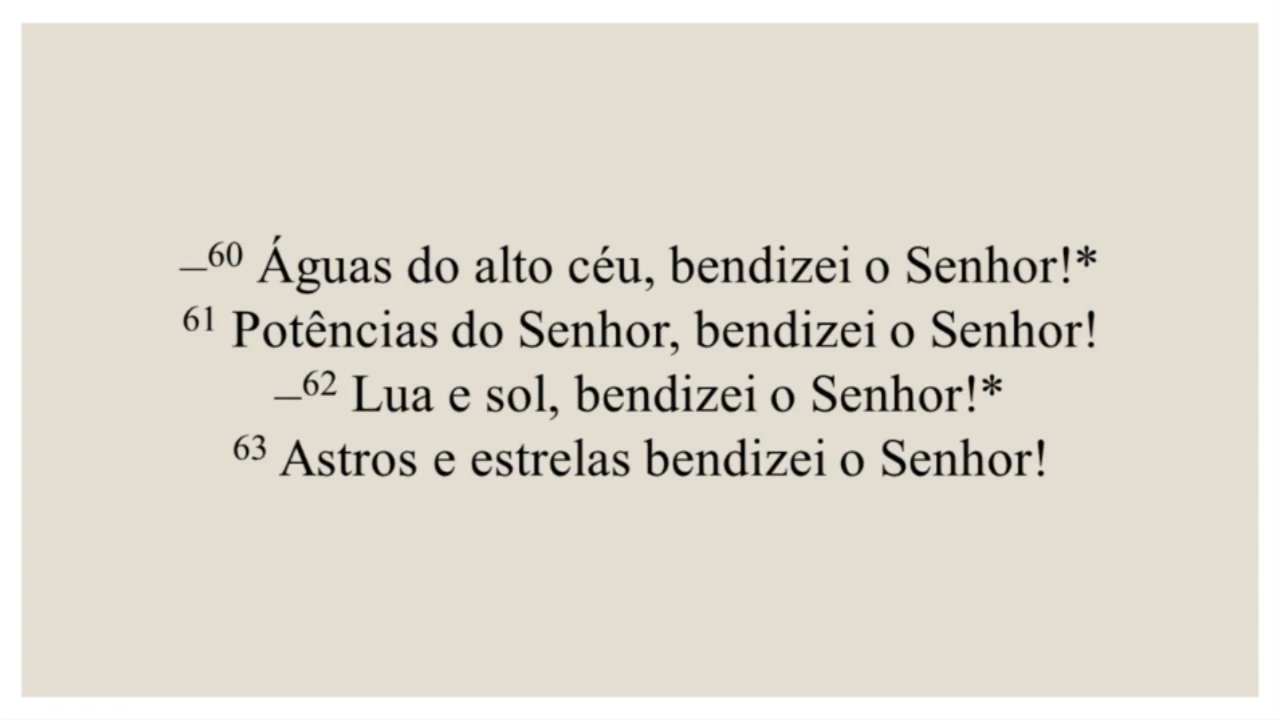 –⁶⁰ Águas do alto céu, bendizei o Senhor!*
⁶¹ Potências do Senhor, bendizei o Senhor!
–⁶² Lua e sol, bendizei o Senhor!*
⁶³ Astros e estrelas bendizei o Senhor!